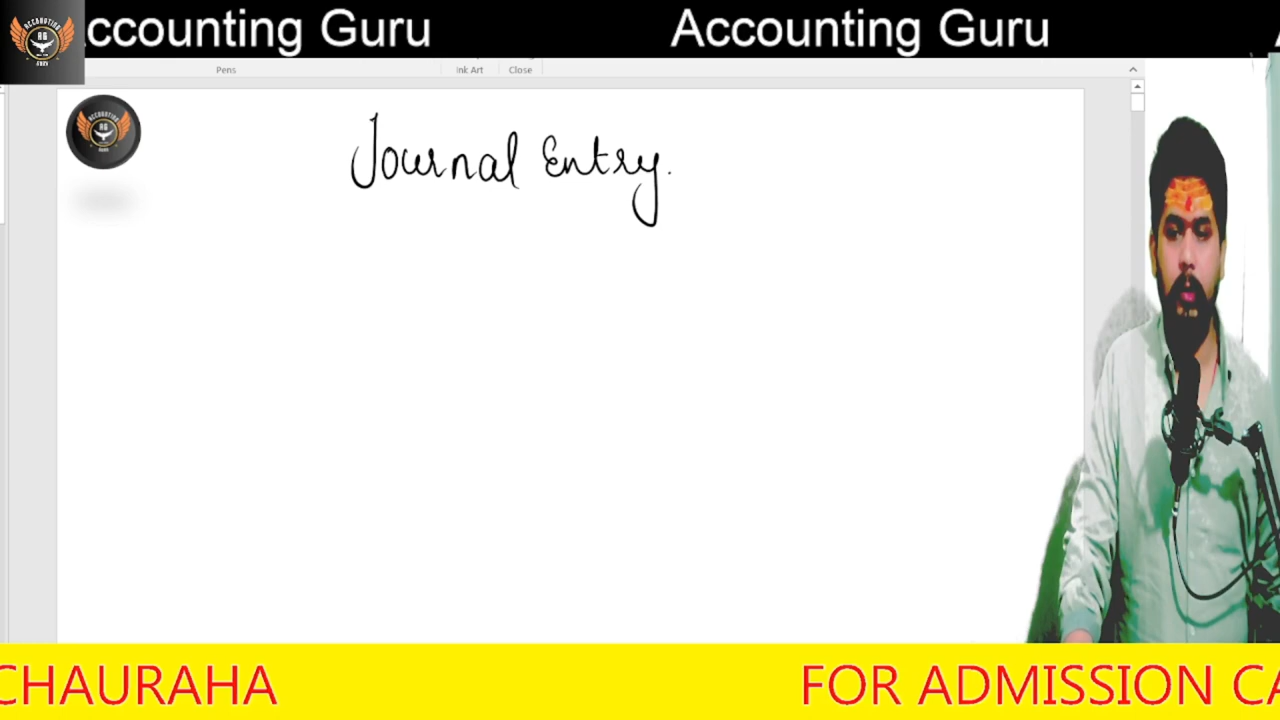 ccounting Guru Accounting Guru
Pens Ink Art Close
Journal Entry.
CHAURAHA FOR ADMISSION CA